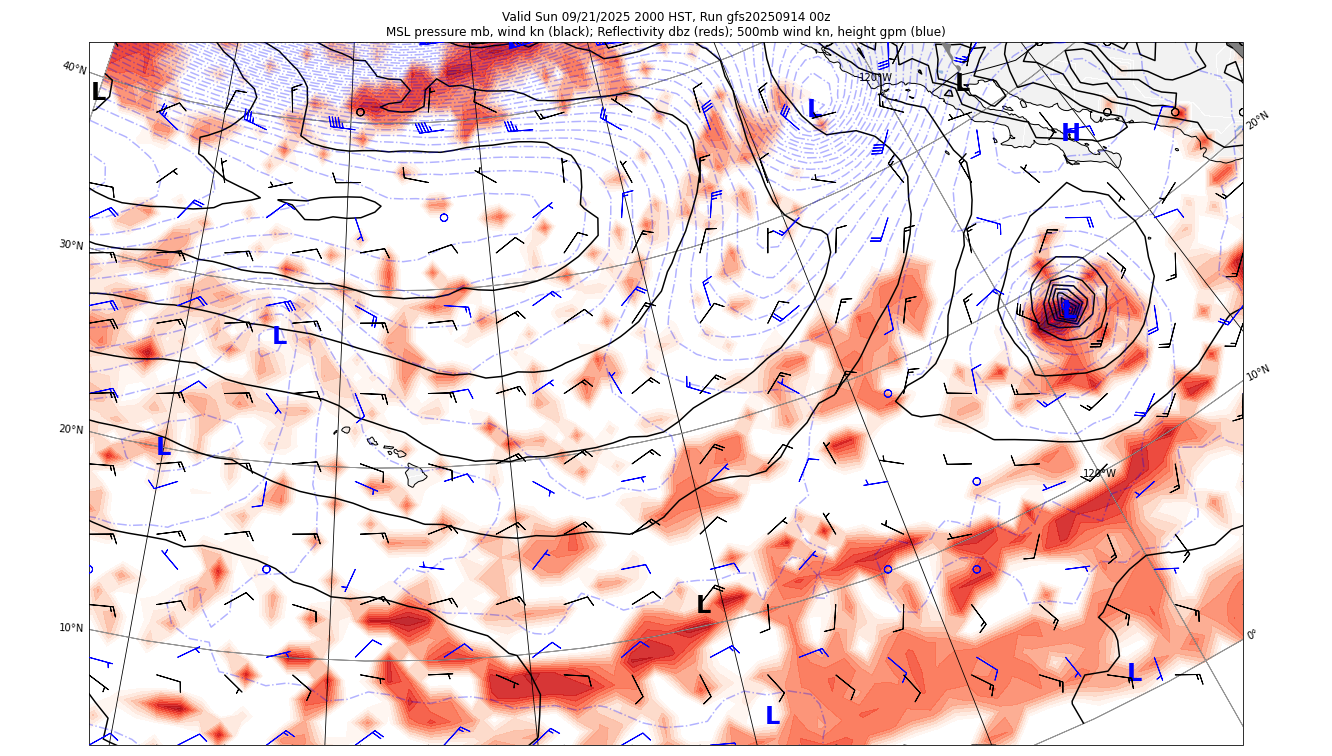 Valid Sun 09/21/2025 2000 HST, Run gfs20250914 00z
MSL pressure mb, wind kn (black); Reflectivity dbz (reds); 500mb wind kn, height gpm (blue)
40°N
L
120°W
L
L
20°N
H
30°N
L
L
10°N
20°N
L
120°W
10°N
L
0°
L
L